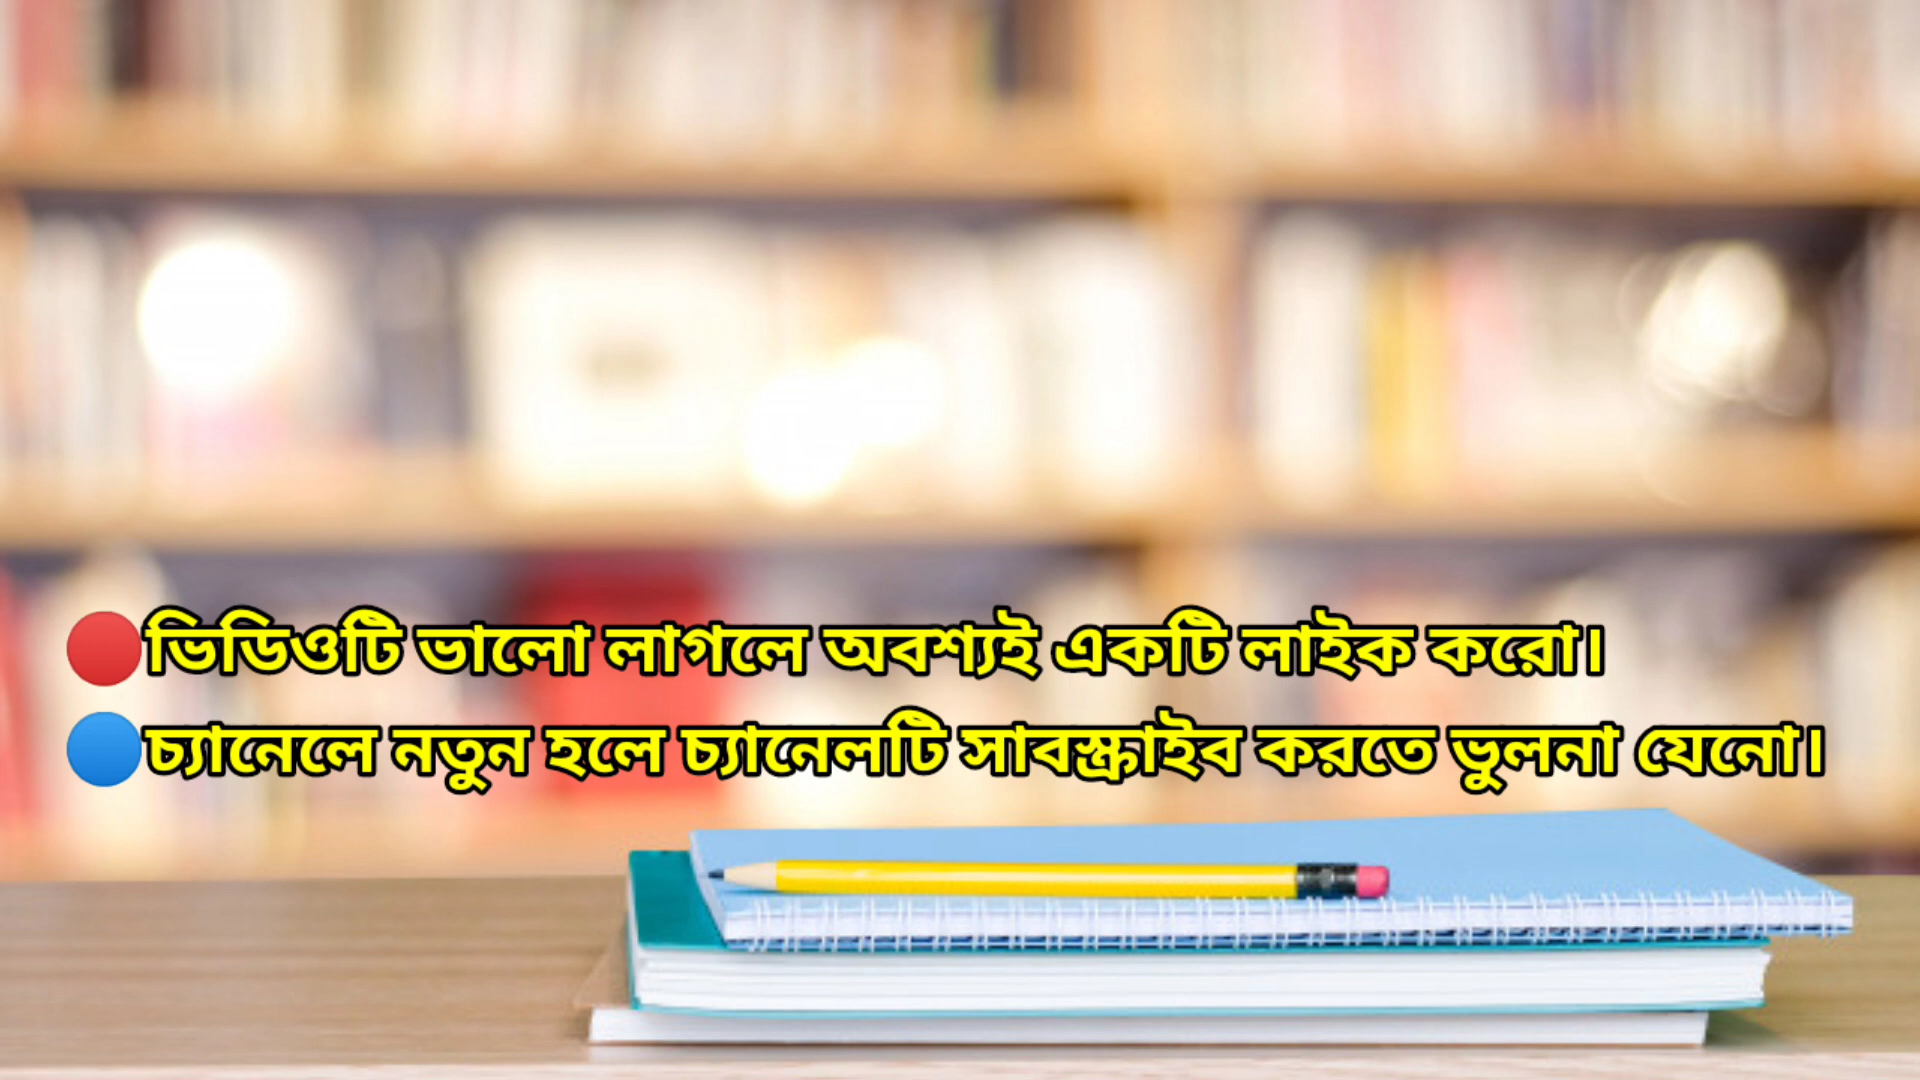 🔴ভিডিওটি ভালো লাগলে অবশ্যই একটি লাইক করো।
🔵চ্যানেলে নতুন হলে চ্যানেলটি সাবস্ক্রাইব করতে ভুলনা যেনো।